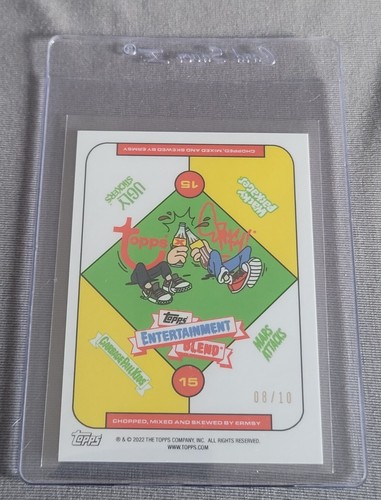 CHOPPED, MIXED AND SKEWED BY ERMSY
15
UGLY
STICKERS
Wacky
Packages
topps
X
Ermsy
Topps
ENTERTAINMENT
BLEND
GARBAGE PAIL KIDS
MARS
ATTACKS
15
08/10
CHOPPED, MIXED AND SKEWED BY ERMSY
Topps
® & © 2022 THE TOPPS COMPANY, INC. ALL RIGHTS RESERVED.
WWW.TOPPS.COM